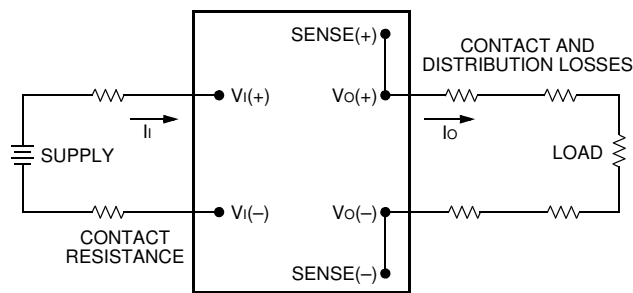 SENSE(+)
CONTACT AND
DISTRIBUTION LOSSES
VI(+)
VO(+)
II
IO
SUPPLY
LOAD
VI(–)
VO(–)
CONTACT
RESISTANCE
SENSE(–)